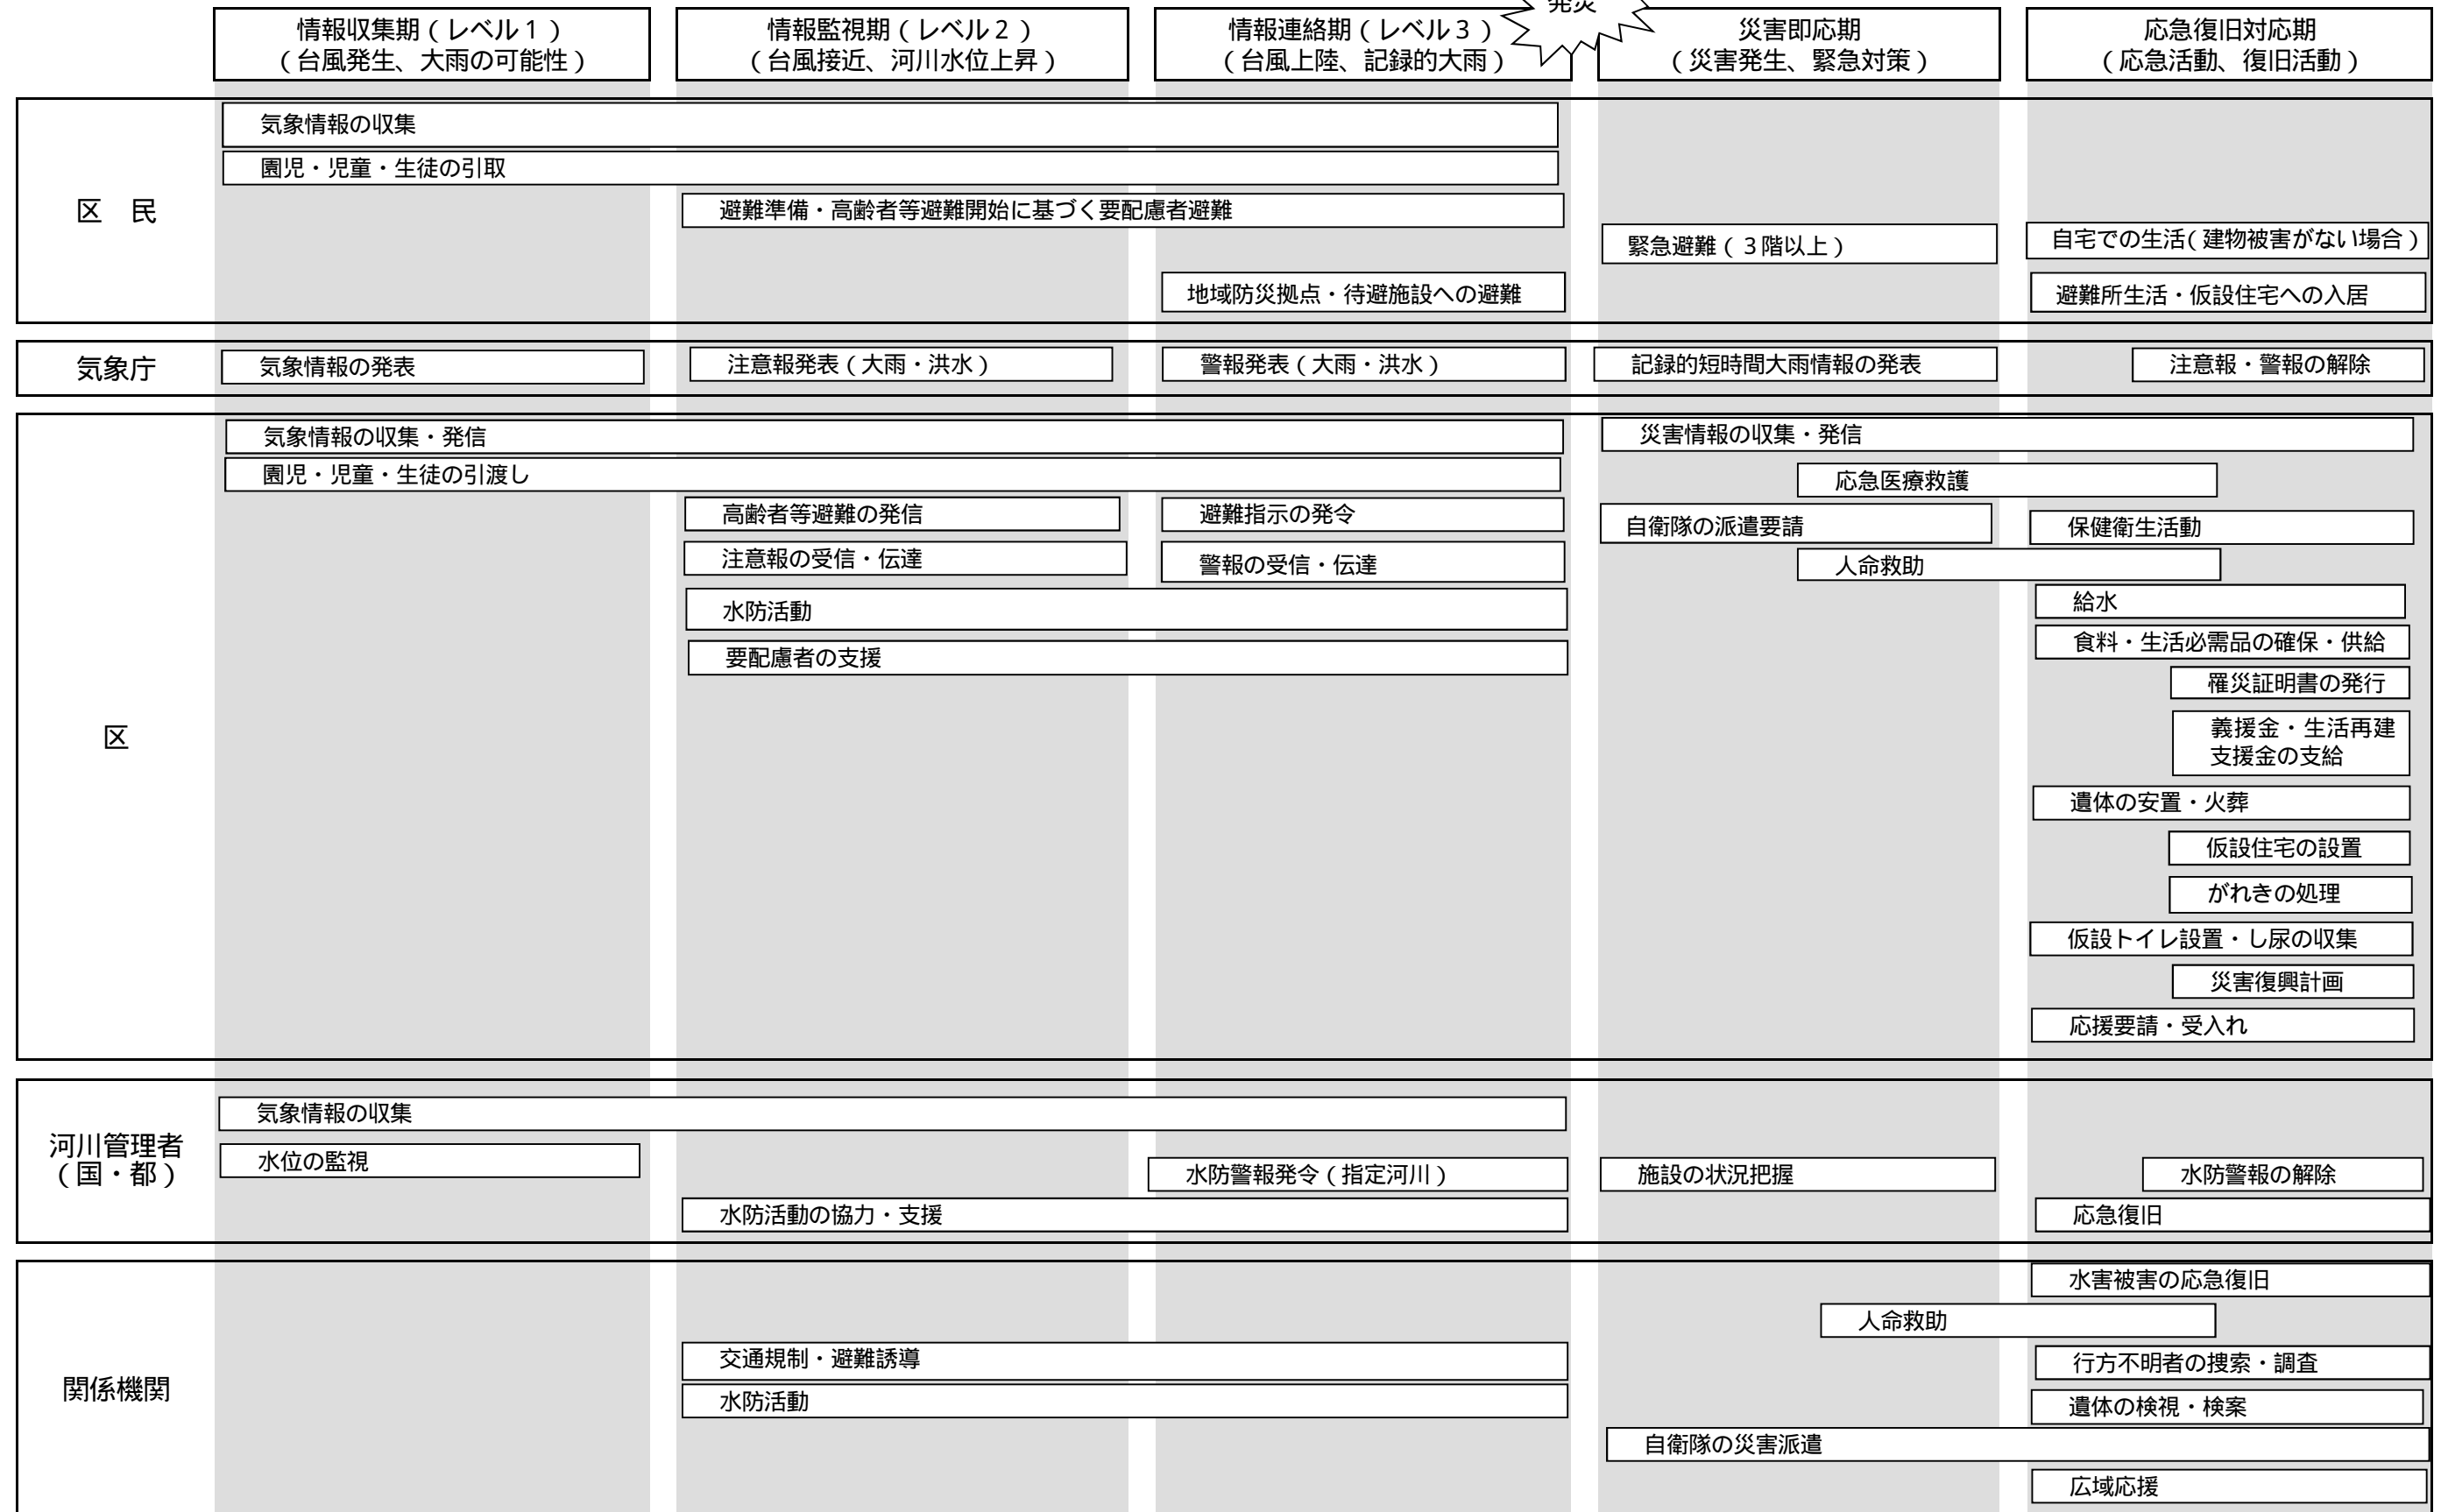 発災
情報収集期（レベル１）
（台風発生、大雨の可能性）
情報監視期（レベル２）
（台風接近、河川水位上昇）
情報連絡期（レベル３）
（台風上陸、記録的大雨）
災害即応期
（災害発生、緊急対策）
応急復旧対応期
（応急活動、復旧活動）
区　民
気象情報の収集
園児・児童・生徒の引取
避難準備・高齢者等避難開始に基づく要配慮者避難
緊急避難（３階以上）
自宅での生活（建物被害がない場合）
地域防災拠点・待避施設への避難
避難所生活・仮設住宅への入居
気象庁
気象情報の発表
注意報発表（大雨・洪水）
警報発表（大雨・洪水）
記録的短時間大雨情報の発表
注意報・警報の解除
区
気象情報の収集・発信
災害情報の収集・発信
園児・児童・生徒の引渡し
応急医療救護
高齢者等避難の発信
避難指示の発令
自衛隊の派遣要請
保健衛生活動
注意報の受信・伝達
警報の受信・伝達
人命救助
水防活動
給水
要配慮者の支援
食料・生活必需品の確保・供給
罹災証明書の発行
義援金・生活再建
支援金の支給
遺体の安置・火葬
仮設住宅の設置
がれきの処理
仮設トイレ設置・し尿の収集
災害復興計画
応援要請・受入れ
河川管理者
（国・都）
気象情報の収集
水位の監視
水防警報発令（指定河川）
施設の状況把握
水防警報の解除
水防活動の協力・支援
応急復旧
関係機関
水害被害の応急復旧
人命救助
交通規制・避難誘導
行方不明者の捜索・調査
水防活動
遺体の検視・検案
自衛隊の災害派遣
広域応援